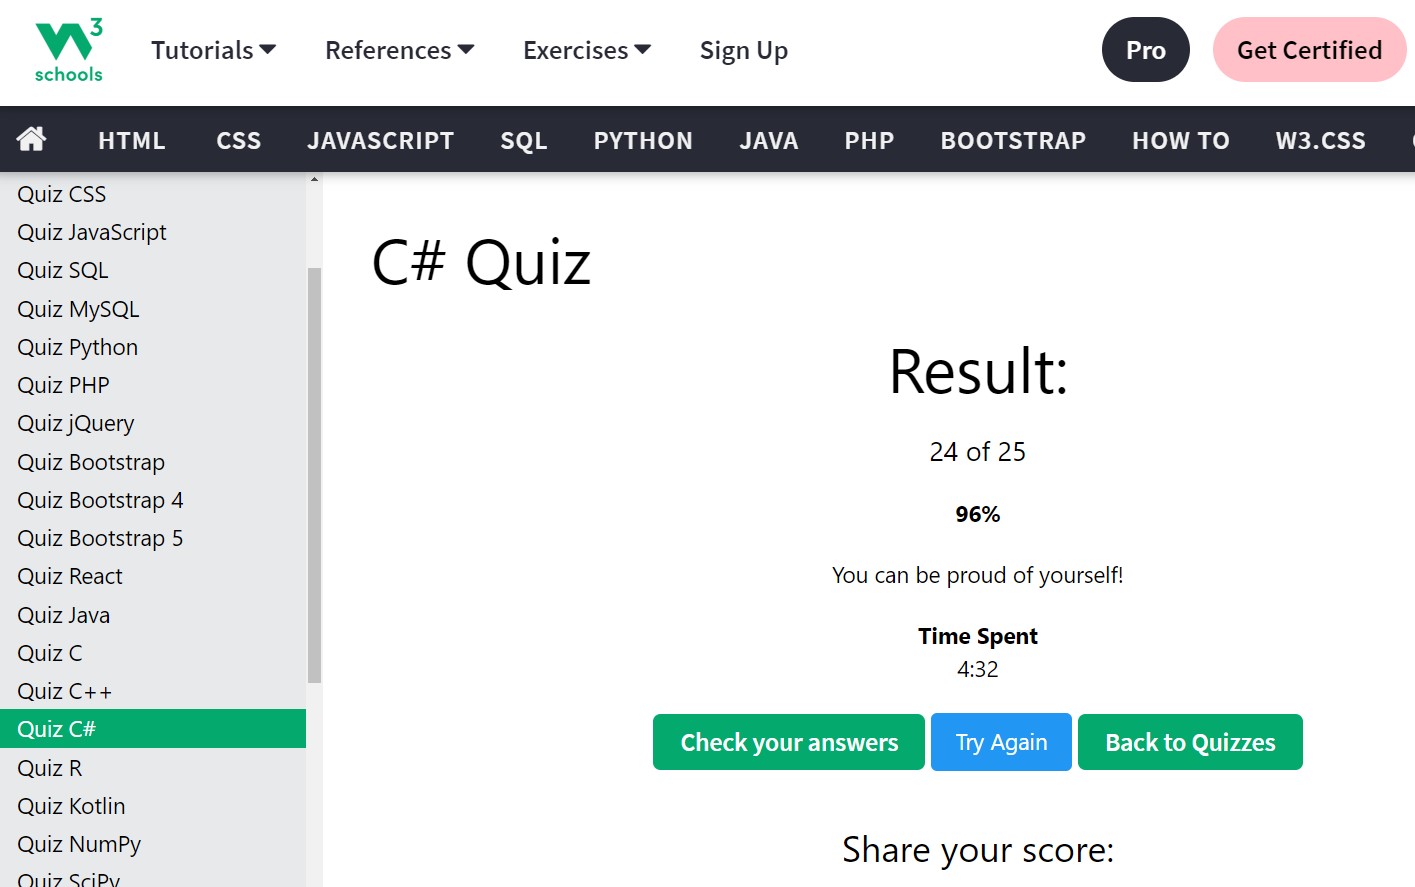 3
schools
Tutorials
References
Exercises
Sign Up
Pro
Get Certified
HTML
CSS
JAVASCRIPT
SQL
PYTHON
JAVA
PHP
BOOTSTRAP
HOW TO
W3.CSS
Quiz CSS
Quiz JavaScript
Quiz SQL
Quiz MySQL
Quiz Python
Quiz PHP
Quiz jQuery
Quiz Bootstrap
Quiz Bootstrap 4
Quiz Bootstrap 5
Quiz React
Quiz Java
Quiz C
Quiz C++
Quiz C#
Quiz R
Quiz Kotlin
Quiz NumPy
Quiz SciPy
C# Quiz
Result:
24 of 25
96%
You can be proud of yourself!
Time Spent
4:32
Check your answers
Try Again
Back to Quizzes
Share your score: